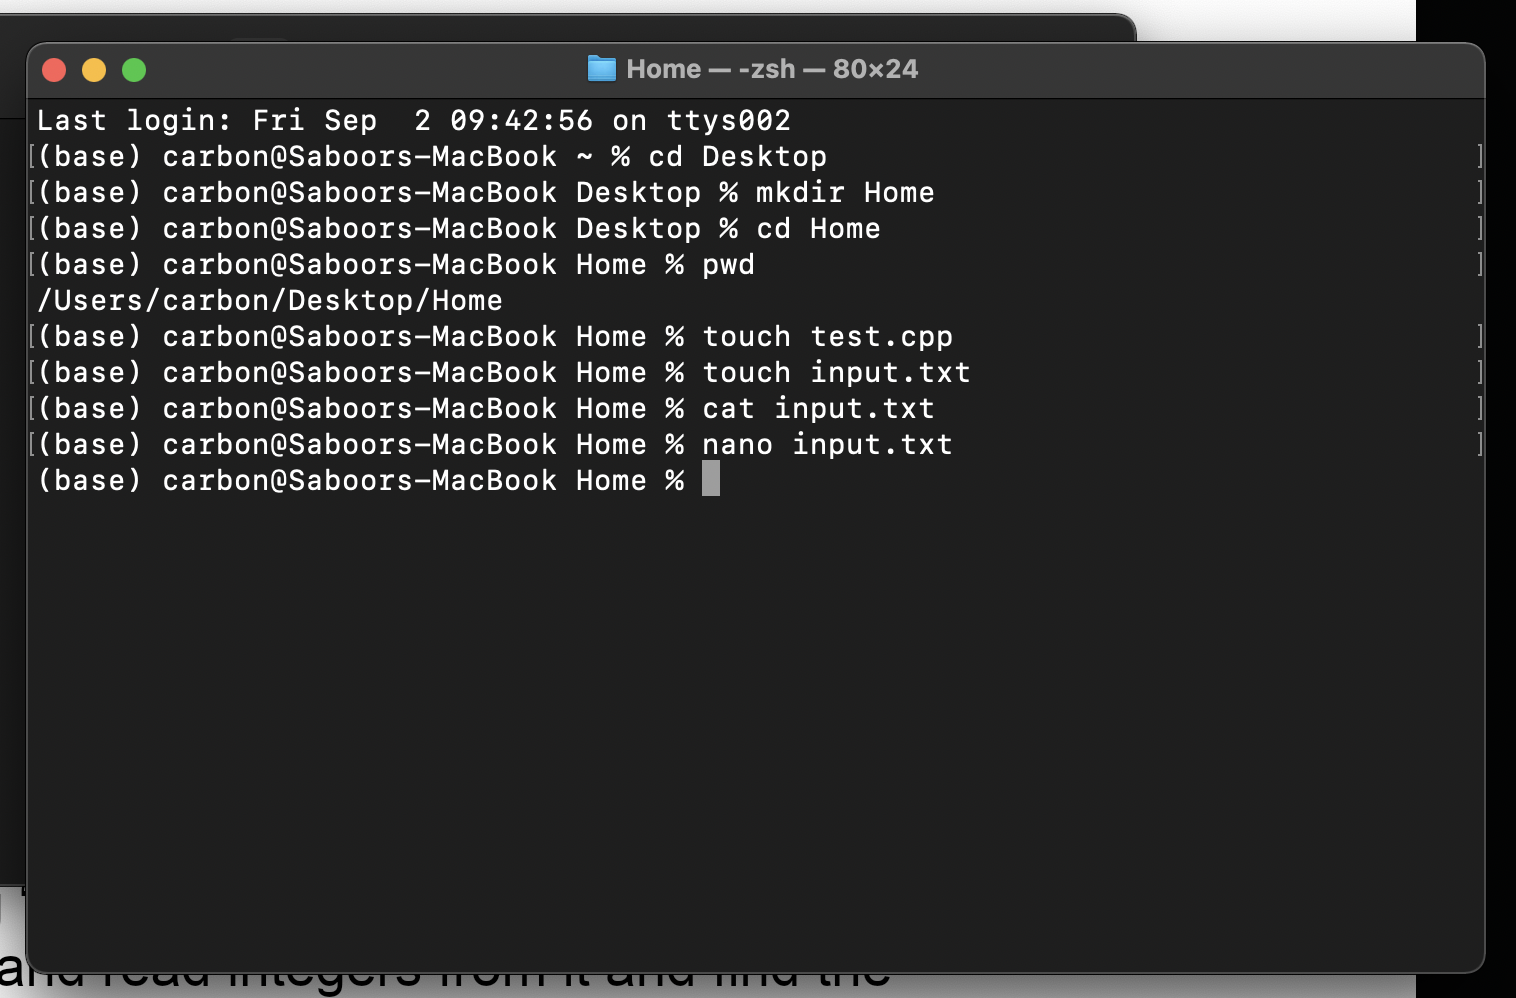 Home — -zsh — 80×24
Last login: Fri Sep  2 09:42:56 on ttys002
[(base) carbon@Saboors-MacBook ~ % cd Desktop ]
[(base) carbon@Saboors-MacBook Desktop % mkdir Home ]
[(base) carbon@Saboors-MacBook Desktop % cd Home ]
[(base) carbon@Saboors-MacBook Home % pwd ]
/Users/carbon/Desktop/Home
[(base) carbon@Saboors-MacBook Home % touch test.cpp ]
[(base) carbon@Saboors-MacBook Home % touch input.txt ]
[(base) carbon@Saboors-MacBook Home % cat input.txt ]
[(base) carbon@Saboors-MacBook Home % nano input.txt ]
(base) carbon@Saboors-MacBook Home %
and read integers from it and find the